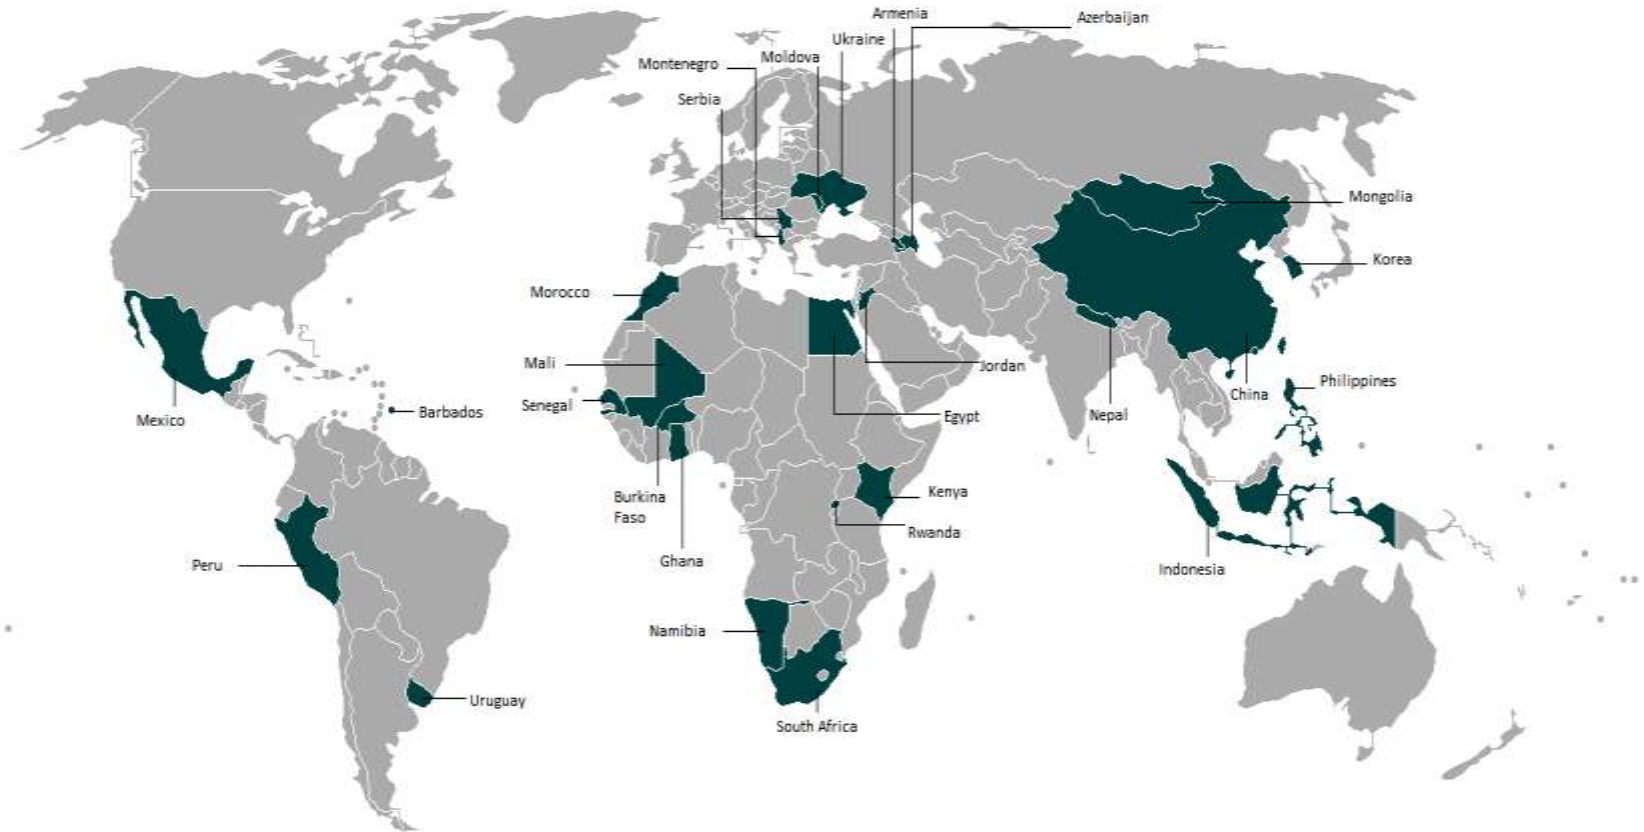 Armenia
Azerbaijan
Ukraine
Moldova
Montenegro
Serbia
Mongolia
Korea
Morocco
Mali
Jordan
Senegal
Philippines
China
Mexico
Barbados
Nepal
Egypt
Burkina
Faso
Kenya
Rwanda
Ghana
Peru
Indonesia
Namibia
Uruguay
South Africa